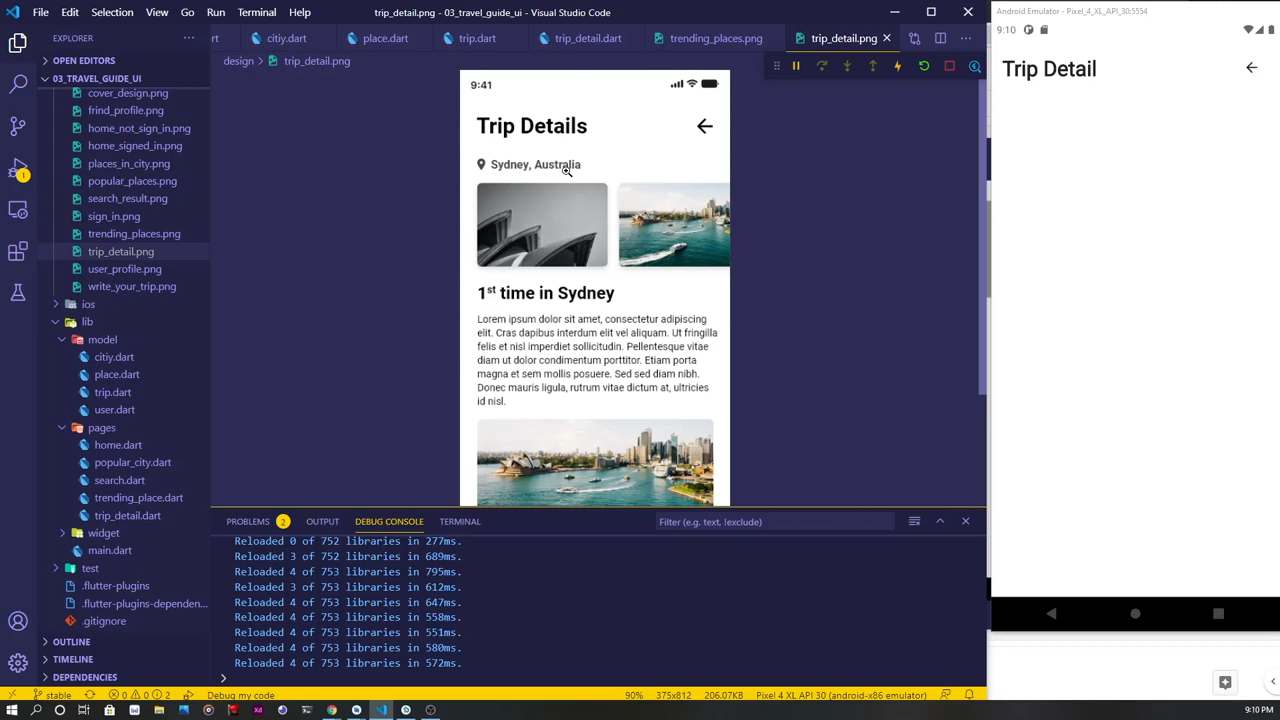 File Edit Selection View Go Run Terminal Help
trip_detail.png - 03_travel_guide_ui - Visual Studio Code
Android Emulator - Pixel_4_XL_API_30:5554
EXPLORER
rt
place.dart
trip.dart
trip_detail.dart
trending_places.png
trip_detail.png
design > trip_detail.png
OPEN EDITORS
03_TRAVEL_GUIDE_UI
cover_design.png
frind_profile.png
home_not_sign_in.png
home_signed_in.png
places_in_city.png
popular_places.png
search_result.png
sign_in.png
trending_places.png
trip_detail.png
user_profile.png
write_your_trip.png
ios
lib
model
citiy.dart
place.dart
trip.dart
user.dart
pages
home.dart
popular_city.dart
search.dart
trending_place.dart
trip_detail.dart
widget
main.dart
test
.flutter-plugins
.flutter-plugins-dependen...
.gitignore
OUTLINE
TIMELINE
DEPENDENCIES
1
9:41
Trip Details
Sydney, Australia
1st time in Sydney
Lorem ipsum dolor sit amet, consectetur adipiscing
elit. Cras dapibus interdum elit vel aliquam. Ut fringilla
felis et nisl imperdiet sollicitudin. Pellentesque vitae
diam ut dolor condimentum porttitor. Etiam porta
magna et sem mollis posuere. Sed sed diam nibh.
Donec mauris ligula, rutrum vitae dictum at, ultricies
id nisl.
PROBLEMS 2 OUTPUT DEBUG CONSOLE TERMINAL
Filter (e.g. text, !exclude)
Reloaded 0 of 752 libraries in 277ms.
Reloaded 3 of 752 libraries in 689ms.
Reloaded 4 of 753 libraries in 795ms.
Reloaded 3 of 753 libraries in 612ms.
Reloaded 4 of 753 libraries in 647ms.
Reloaded 4 of 753 libraries in 558ms.
Reloaded 4 of 753 libraries in 551ms.
Reloaded 4 of 753 libraries in 580ms.
Reloaded 4 of 753 libraries in 572ms.
9:10
Trip Detail
stable 0 0 2 Debug my code
90% 375x812 206.07KB Pixel 4 XL API 30 (android-x86 emulator)
9:10 PM